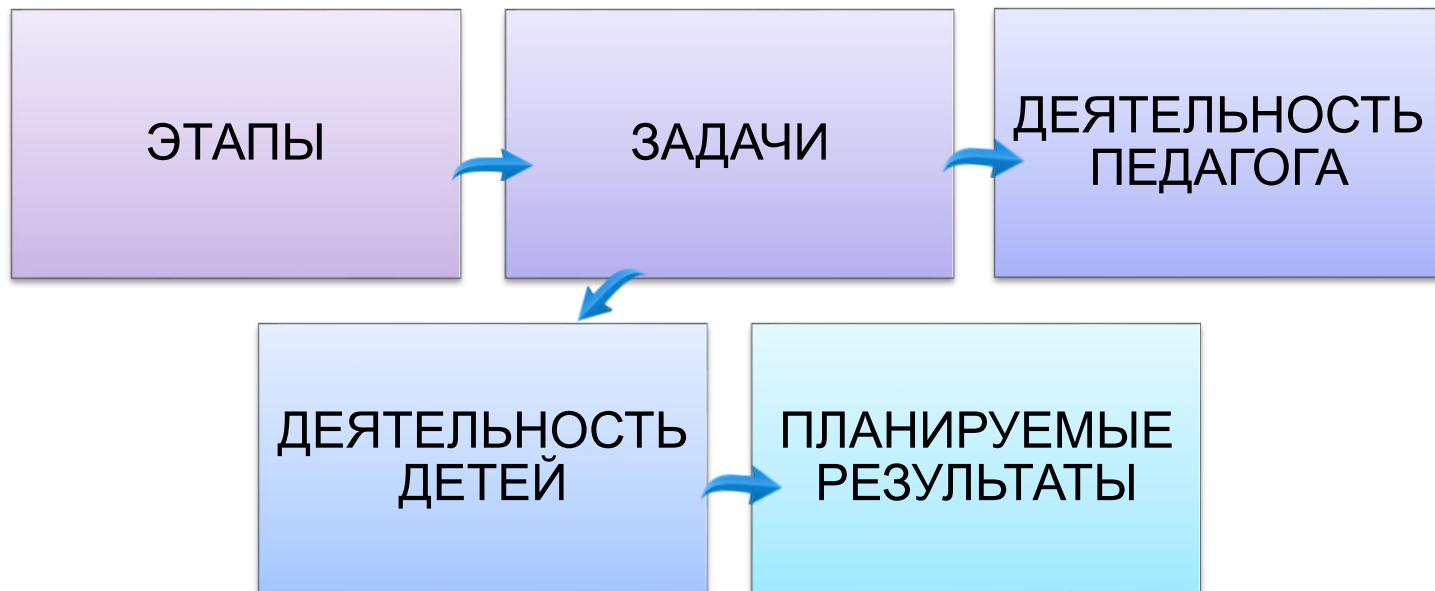 ЭТАПЫ
ЗАДАЧИ
ДЕЯТЕЛЬНОСТЬ
ПЕДАГОГА
ДЕЯТЕЛЬНОСТЬ
ДЕТЕЙ
ПЛАНИРУЕМЫЕ
РЕЗУЛЬТАТЫ